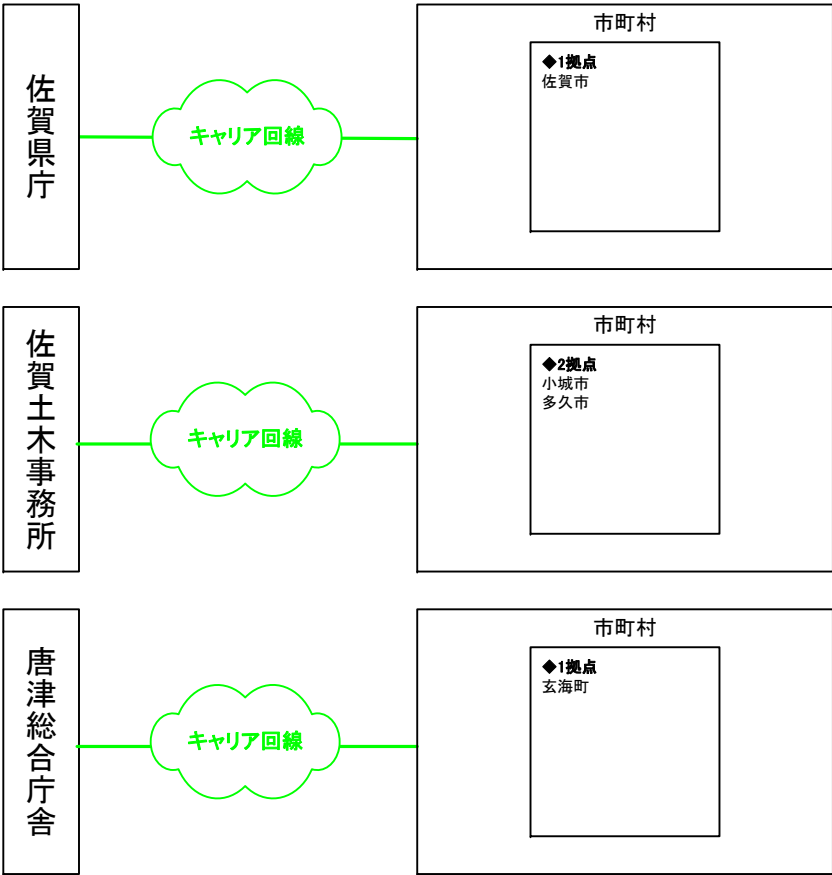 佐賀県庁
キャリア回線
市町村
◆1拠点
佐賀市
佐賀土木事務所
キャリア回線
市町村
◆2拠点
小城市
多久市
唐津総合庁舎
キャリア回線
市町村
◆1拠点
玄海町